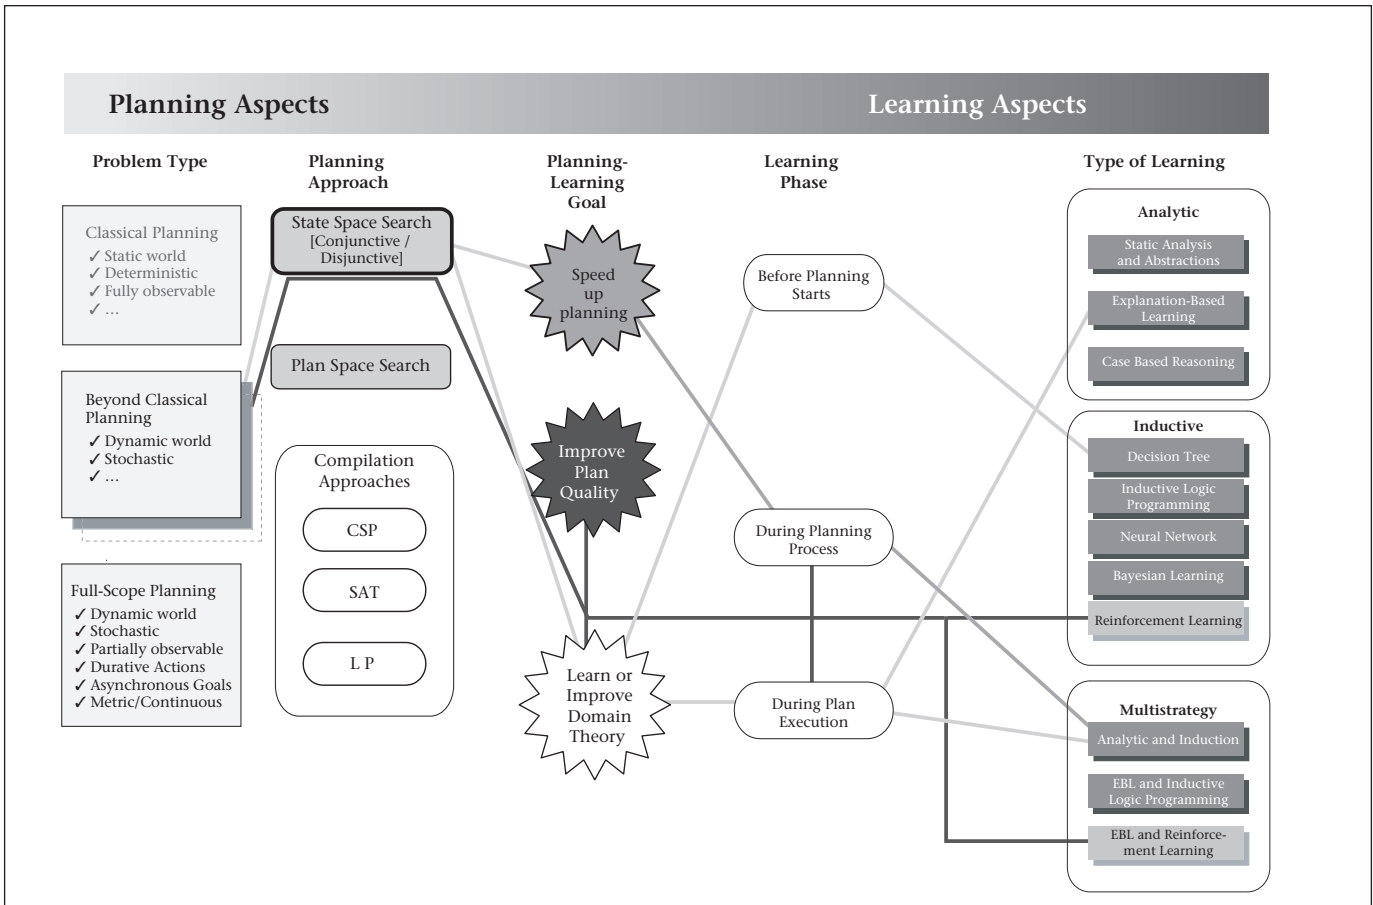 Planning Aspects
Learning Aspects
Problem Type
Planning
Approach
Planning-
Learning
Goal
Learning
Phase
Type of Learning
Classical Planning
✓ Static world
✓ Deterministic
✓ Fully observable
✓ ...
Beyond Classical
Planning
✓ Dynamic world
✓ Stochastic
✓ ...
Full-Scope Planning
✓ Dynamic world
✓ Stochastic
✓ Partially observable
✓ Durative Actions
✓ Asynchronous Goals
✓ Metric/Continuous
State Space Search
[Conjunctive /
Disjunctive]
Plan Space Search
Compilation
Approaches
CSP
SAT
L P
Speed
up
planning
Improve
Plan
Quality
Learn or
Improve
Domain
Theory
Before Planning
Starts
During Planning
Process
During Plan
Execution
Analytic
Static Analysis
and Abstractions
Explanation-Based
Learning
Case Based Reasoning
Inductive
Decision Tree
Inductive Logic
Programming
Neural Network
Bayesian Learning
Reinforcement Learning
Multistrategy
Analytic and Induction
EBL and Inductive
Logic Programming
EBL and Reinforce-
ment Learning